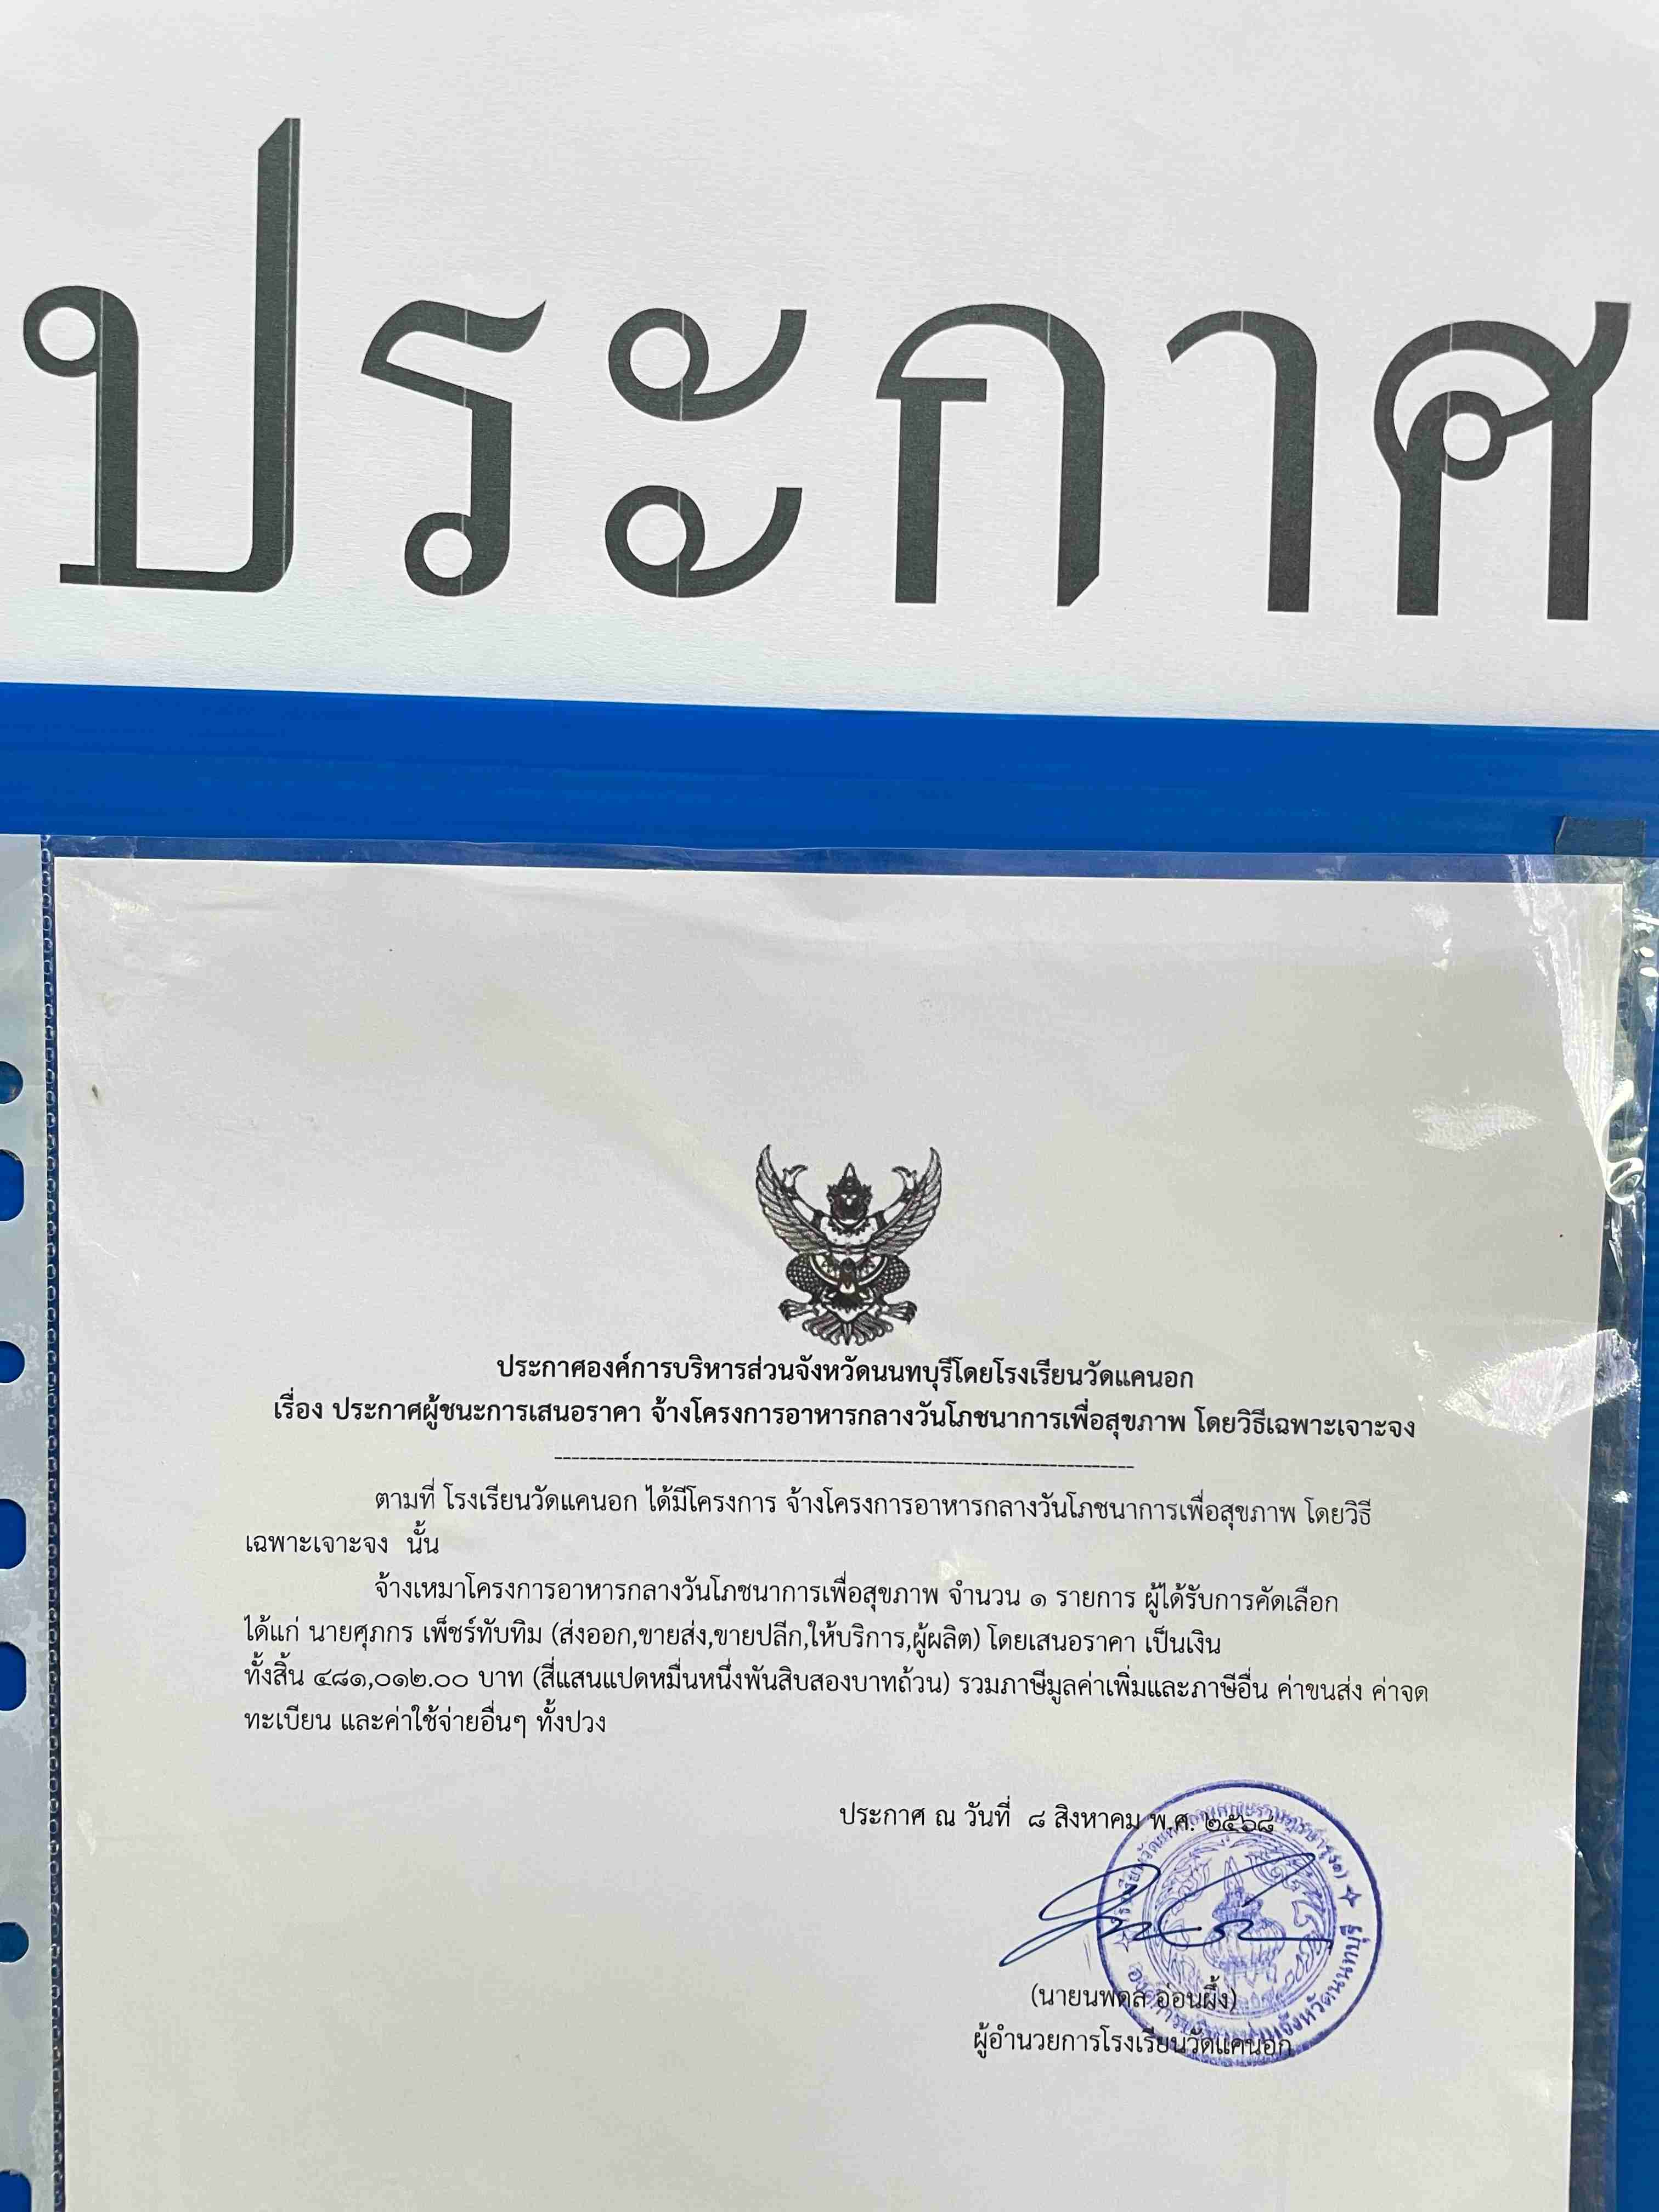 ประกาศ
ประกาศองค์การบริหารส่วนจังหวัดนนทบุรีโดยโรงเรียนวัดแคนอก
เรื่อง ประกาศผู้ชนะการเสนอราคา จ้างโครงการอาหารกลางวันโภชนาการเพื่อสุขภาพ โดยวิธีเฉพาะเจาะจง
--------------------------------------------------------------------
ตามที่ โรงเรียนวัดแคนอก ได้มีโครงการ จ้างโครงการอาหารกลางวันโภชนาการเพื่อสุขภาพ โดยวิธี
เฉพาะเจาะจง นั้น
จ้างเหมาโครงการอาหารกลางวันโภชนาการเพื่อสุขภาพ จำนวน ๑ รายการ ผู้ได้รับการคัดเลือก
ได้แก่ นายศุภกร เพ็ชร์ทับทิม (ส่งออก,ขายส่ง,ขายปลีก,ให้บริการ,ผู้ผลิต) โดยเสนอราคา เป็นเงิน
ทั้งสิ้น ๔๘๑,๐๑๒.๐๐ บาท (สี่แสนแปดหมื่นหนึ่งพันสิบสองบาทถ้วน) รวมภาษีมูลค่าเพิ่มและภาษีอื่น ค่าขนส่ง ค่าจด
ทะเบียน และค่าใช้จ่ายอื่นๆ ทั้งปวง
ประกาศ ณ วันที่ ๘ สิงหาคม พ.ศ. ๒๕๖๘
(นายนพดล อ่อนผึ้ง)
ผู้อำนวยการโรงเรียนวัดแคนอก